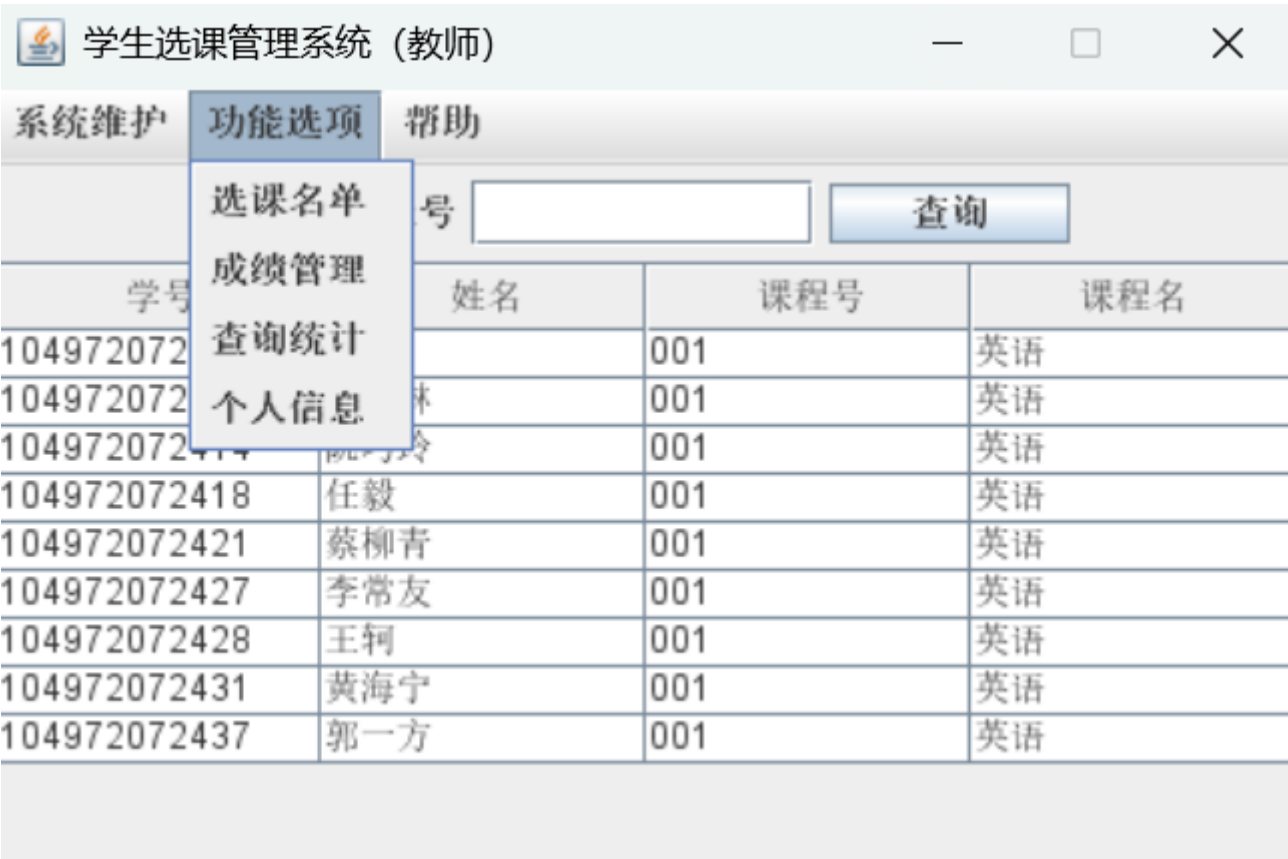 学生选课管理系统（教师）
系统维护 功能选项 帮助
选课名单
成绩管理
查询统计
个人信息
号 查询
学号 姓名 课程号 课程名
104972072 001 英语
104972072 001 英语
104972072414 玲 001 英语
104972072418 任毅 001 英语
104972072421 蔡柳青 001 英语
104972072427 李常友 001 英语
104972072428 王轲 001 英语
104972072431 黄海宁 001 英语
104972072437 郭一方 001 英语